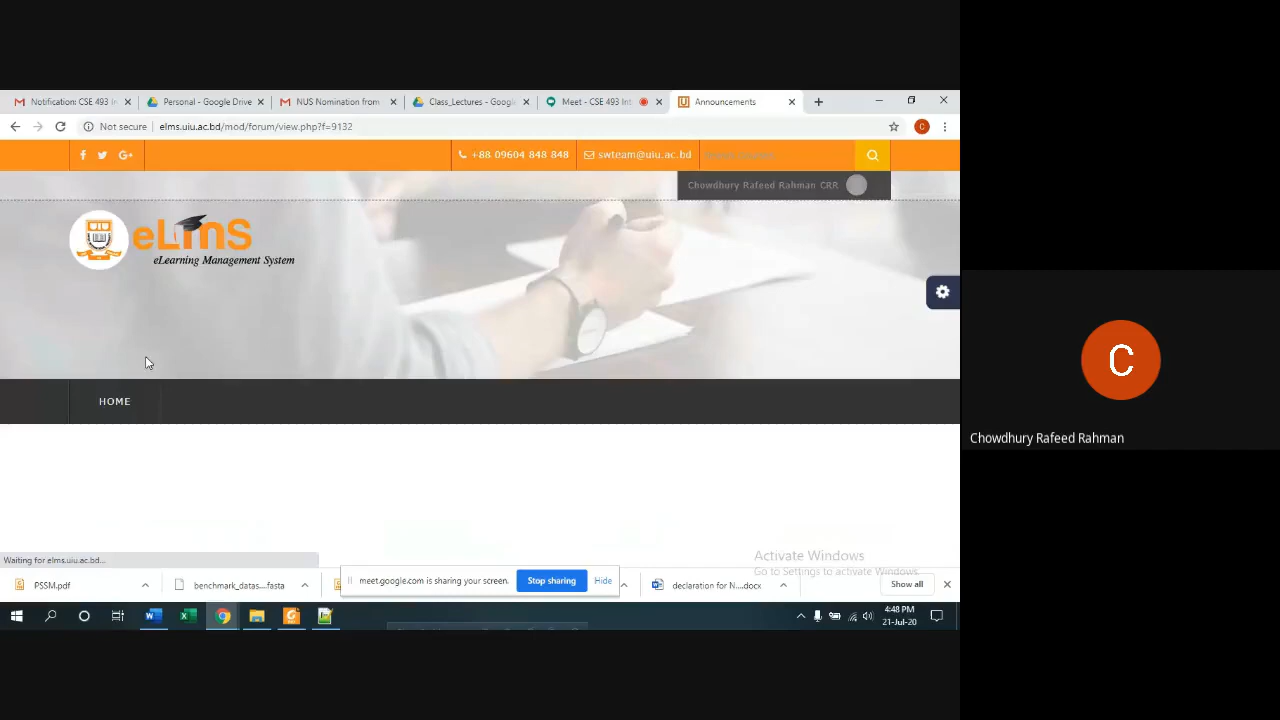 Notification: CSE 493 In
Personal - Google Drive
NUS Nomination from
Class_Lectures - Google
Meet - CSE 493 Int
Announcements
Not secure
elms.uiu.ac.bd/mod/forum/view.php?f=9132
G+
+88 09604 848 848
swteam@uiu.ac.bd
Chowdhury Rafeed Rahman CRR
eLmS
eLearning Management System
HOME
C
Chowdhury Rafeed Rahman
Activate Windows
Go to Settings to activate Windows.
Waiting for elms.uiu.ac.bd...
PSSM.pdf
benchmark_datas....fasta
meet.google.com is sharing your screen.
Stop sharing
Hide
declaration for N....docx
Show all
4:48 PM
21-Jul-20